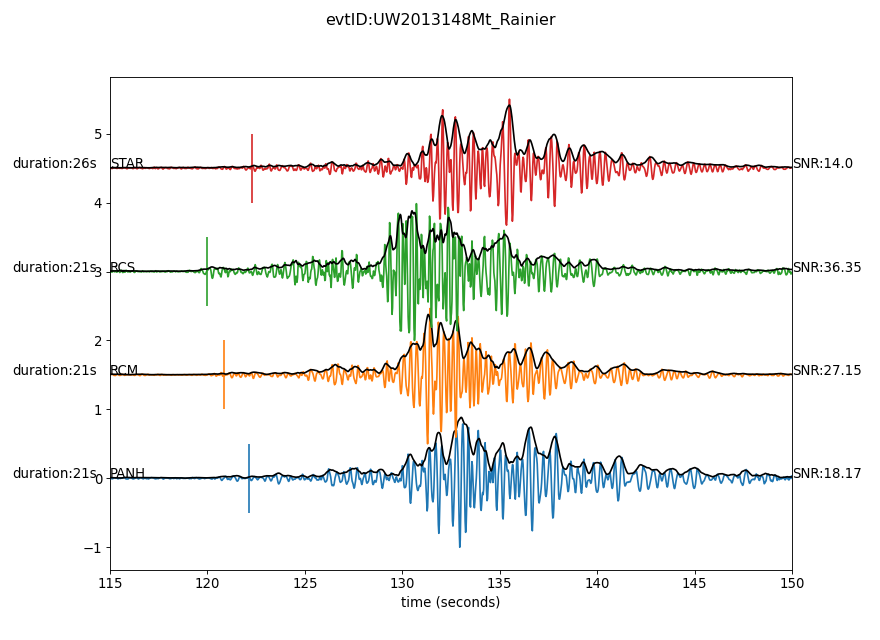 evtID:UW2013148Mt_Rainier
5
duration:26s STAR SNR:14.0
4
duration:21s RCS SNR:36.35
3
2
duration:21s RCM SNR:27.15
1
duration:21s PANH SNR:18.17
0
−1
115 120 125 130 135 140 145 150
time (seconds)